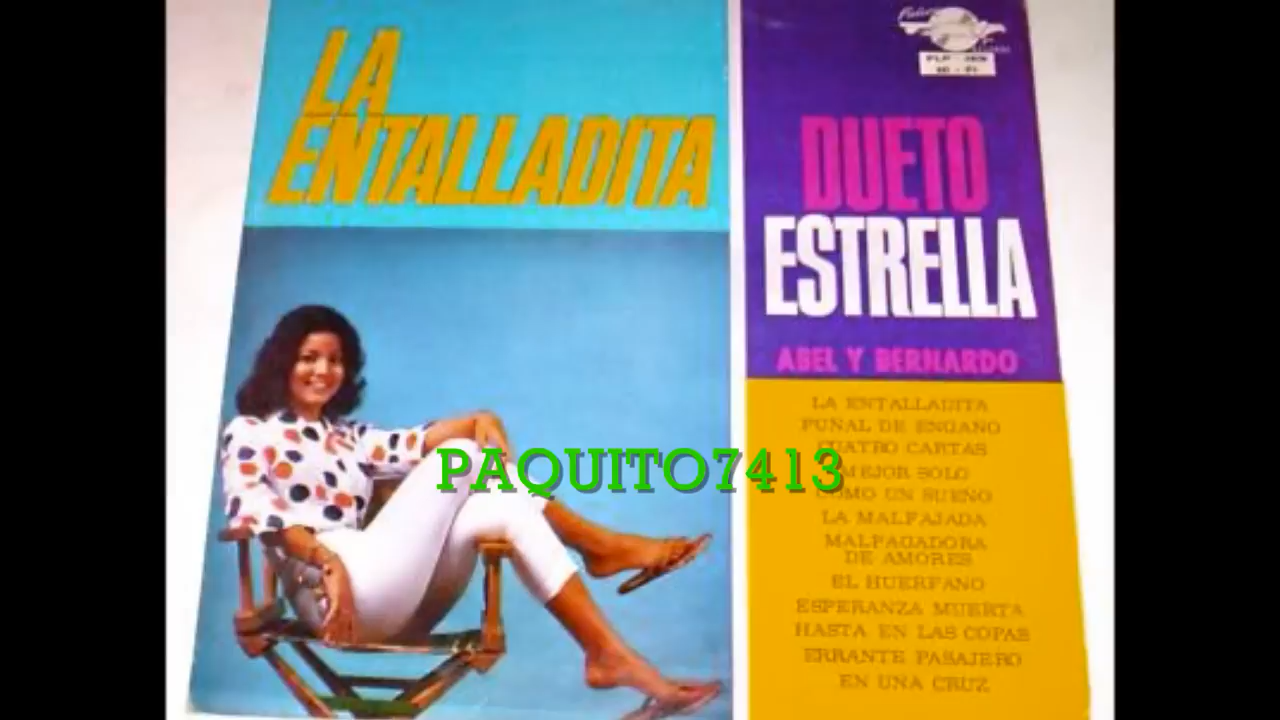 LA
ENTALLADITA
DUETO
ESTRELLA
ABEL Y BERNARDO
LA ENTALLADITA
PUÑAL DE ENGAÑO
CUATRO CARTAS
MEJOR SOLO
COMO UN SUEÑO
LA MALFAJADA
MALPAGADORA
DE AMORES
EL HUERFANO
ESPERANZA MUERTA
HASTA EN LAS COPAS
ERRANTE PASAJERO
EN UNA CRUZ
PAQUITO7413